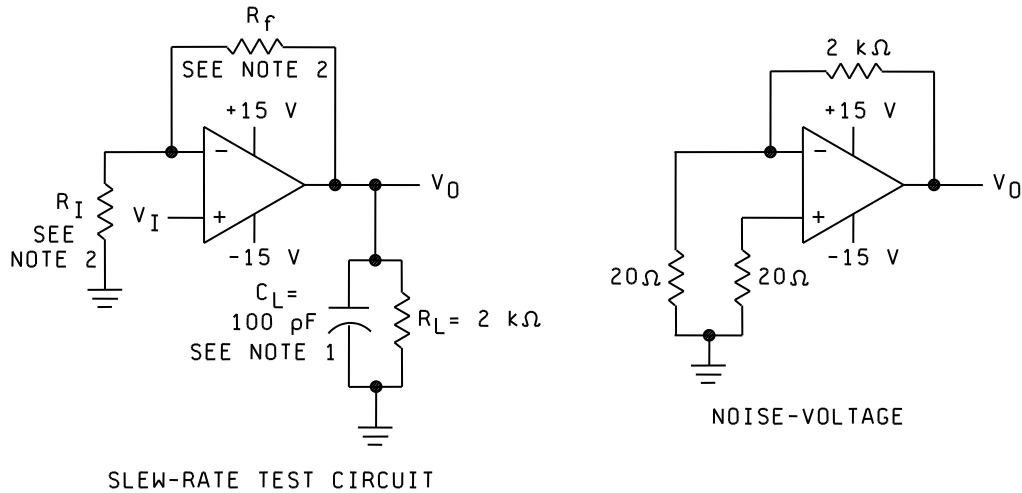 Rf
SEE NOTE 2
+15 V
−
+
RI
SEE
NOTE 2
VI
-15 V
VO
CL=
100 pF
SEE NOTE 1
RL= 2 kΩ
SLEW-RATE TEST CIRCUIT
2 kΩ
+15 V
−
+
VO
-15 V
20Ω
20Ω
NOISE-VOLTAGE